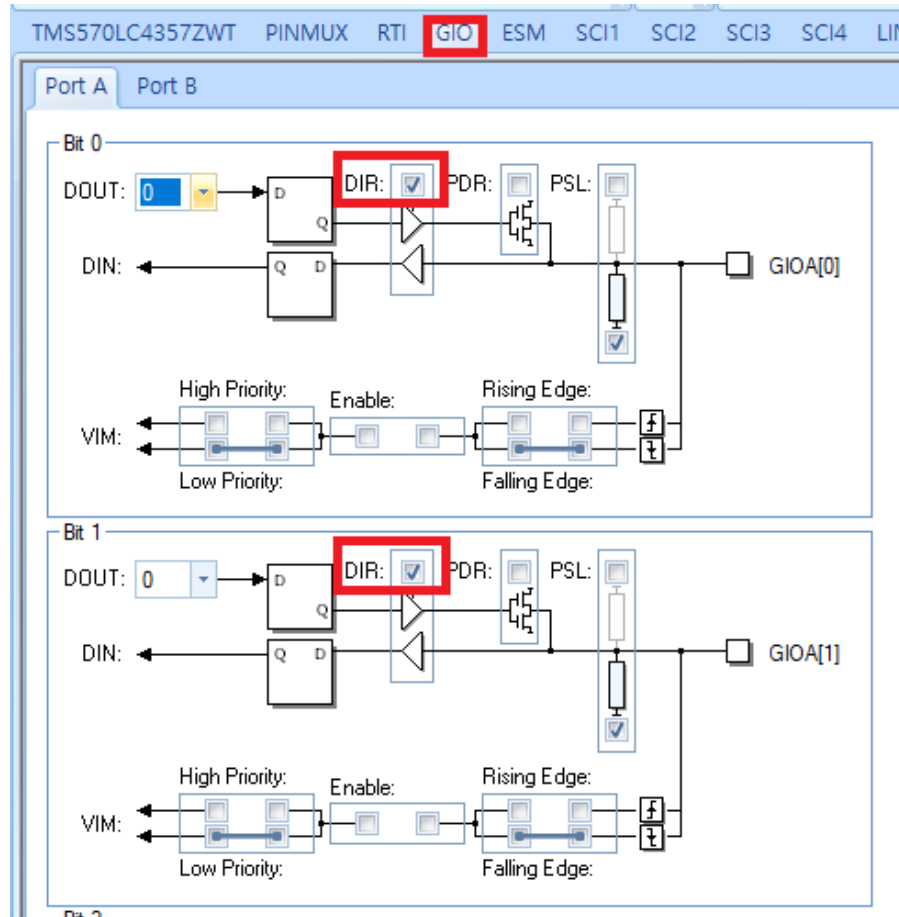 TMS570LC4357ZWT PINMUX RTI GIO ESM SCI1 SCI2 SCI3 SCI4
Port A Port B
Bit 0
DOUT: 0 D Q DIR: PDR: PSL:
DIN: Q D GIOA[0]
High Priority: Enable: Rising Edge:
VIM:
Low Priority: Falling Edge:
Bit 1
DOUT: 0 D Q DIR: PDR: PSL:
DIN: Q D GIOA[1]
High Priority: Enable: Rising Edge:
VIM:
Low Priority: Falling Edge: